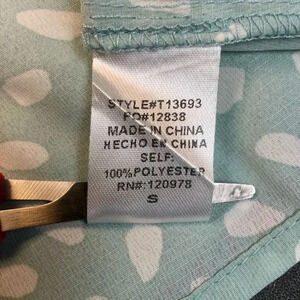 STYLE#T13693
PO#12838
MADE IN CHINA
HECHO EN CHINA
SELF:
100%POLYESTER
RN#:120978
S